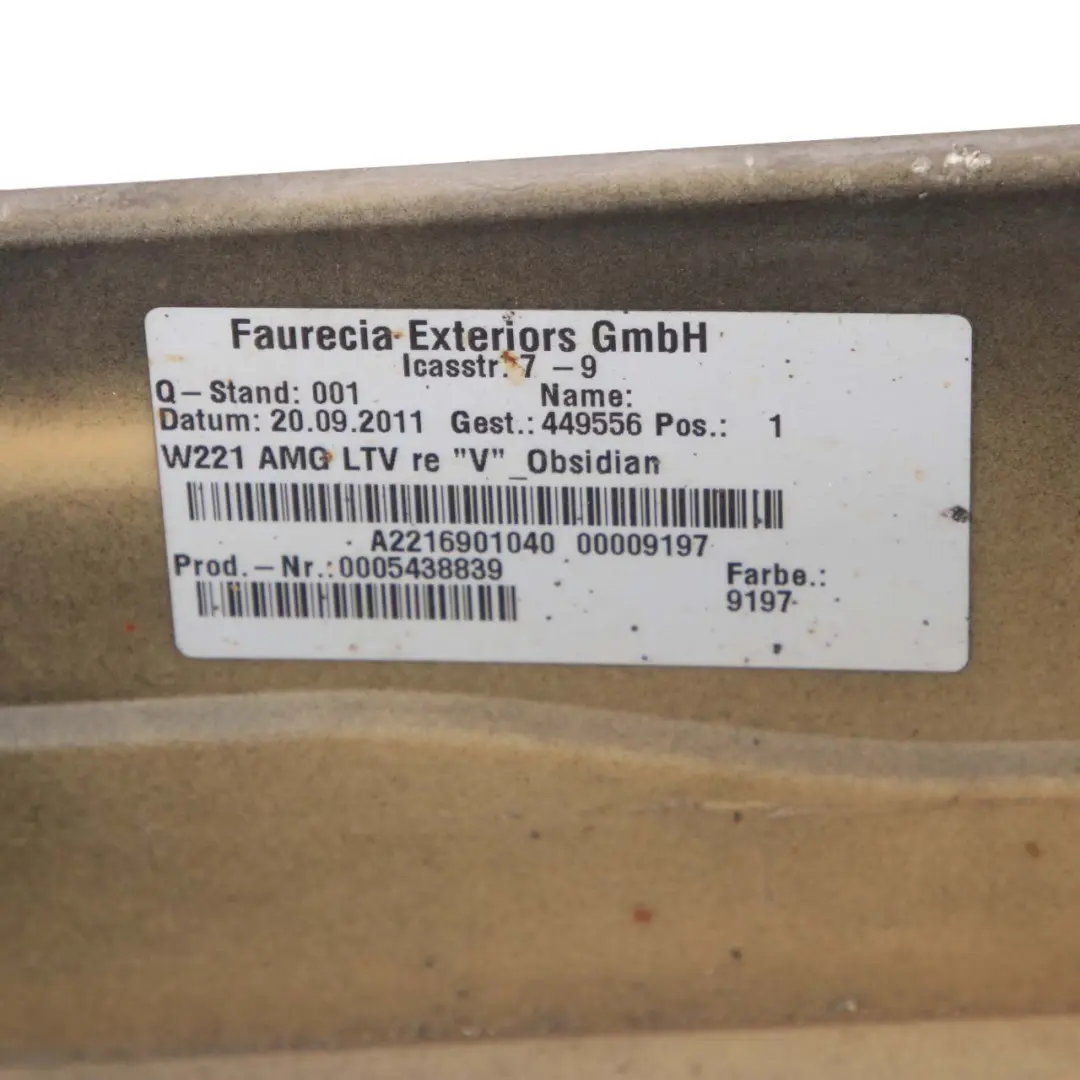 Faurecia Exteriors GmbH
Icasstr. 7 - 9
Q-Stand: 001 Name:
Datum: 20.09.2011 Gest.: 449556 Pos.: 1
W221 AMG LTV re "V"_Obsidian
A2216901040 00009197
Prod.-Nr.:0005438839 Farbe.:
9197